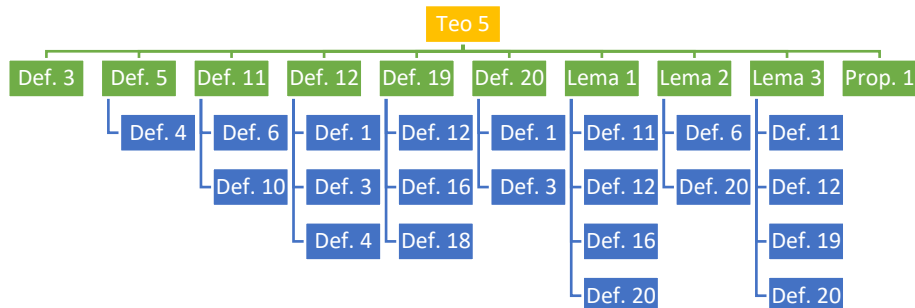 Teo 5
Def. 3 Def. 5 Def. 11 Def. 12 Def. 19 Def. 20 Lema 1 Lema 2 Lema 3 Prop. 1
Def. 4 Def. 6 Def. 1 Def. 12 Def. 1 Def. 11 Def. 6 Def. 11
Def. 10 Def. 3 Def. 16 Def. 3 Def. 12 Def. 20 Def. 12
Def. 4 Def. 18 Def. 16 Def. 19
Def. 20 Def. 20